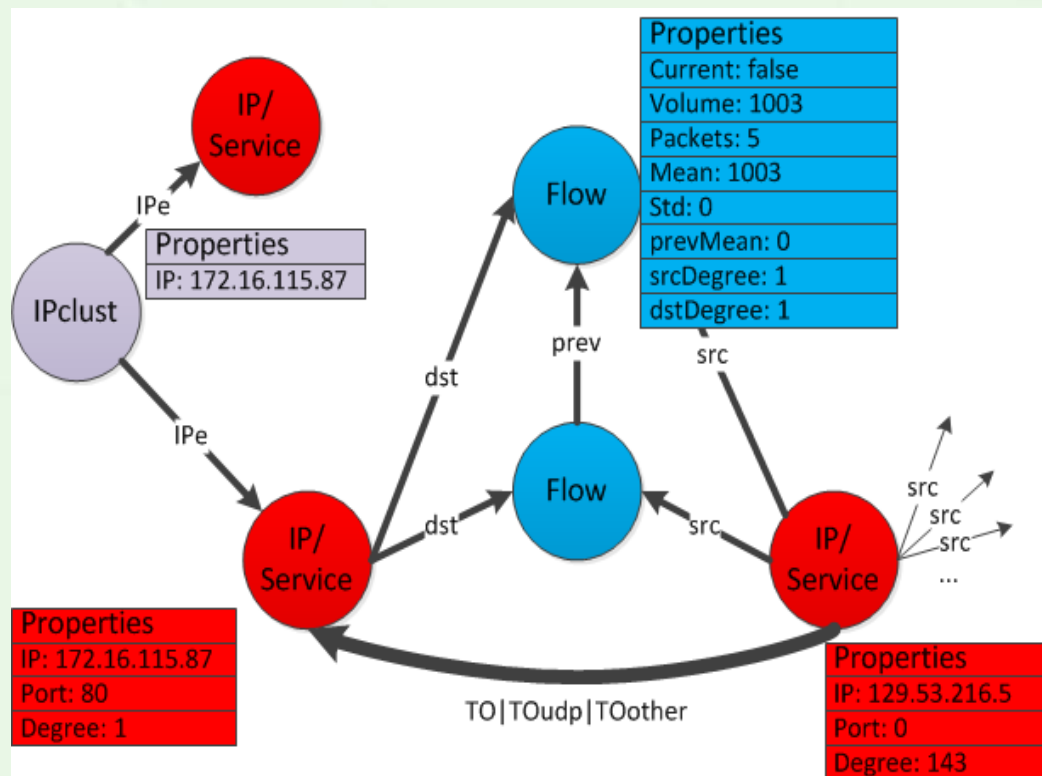 Properties
Current: false
Volume: 1003
Packets: 5
Mean: 1003
Std: 0
prevMean: 0
srcDegree: 1
dstDegree: 1
IP/
Service
Flow
IPe
Properties
IP: 172.16.115.87
IPclust
prev
src
dst
IPe
Flow
src
src
src
...
dst
src
IP/
Service
IP/
Service
Properties
IP: 172.16.115.87
Port: 80
Degree: 1
TO|TOudp|TOother
Properties
IP: 129.53.216.5
Port: 0
Degree: 143